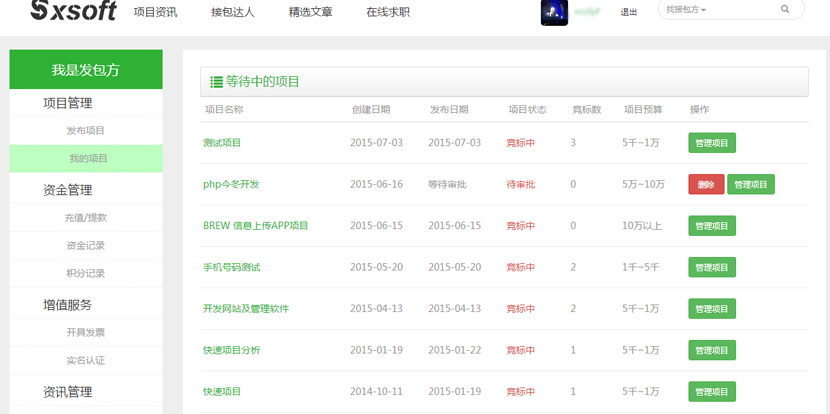 Sxsoft 项目资讯 接包达人 精选文章 在线求职 退出 找接包方
我是发包方
项目管理
发布项目
我的项目
资金管理
充值/提款
资金记录
积分记录
增值服务
开具发票
实名认证
资讯管理
等待中的项目
项目名称 创建日期 发布日期 项目状态 竞标数 项目预算 操作
测试项目 2015-07-03 2015-07-03 竞标中 3 5千~1万 管理项目
php今冬开发 2015-06-16 等待审批 待审批 0 5万~10万 删除 管理项目
BREW 信息上传APP项目 2015-06-15 2015-06-15 竞标中 0 10万以上 管理项目
手机号码测试 2015-05-20 2015-05-20 竞标中 2 1千~5千 管理项目
开发网站及管理软件 2015-04-13 2015-04-13 竞标中 2 5千~1万 管理项目
快速项目分析 2015-01-19 2015-01-22 竞标中 1 5千~1万 管理项目
快速项目 2014-10-11 2015-01-19 竞标中 1 5千~1万 管理项目